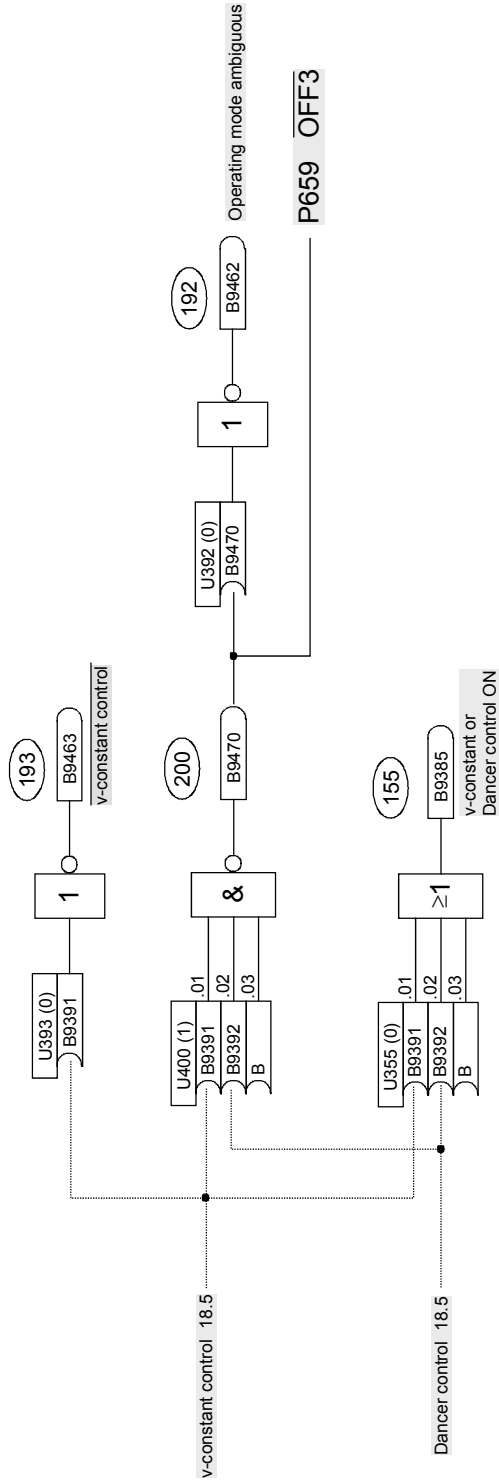 v-constant control 18.5
Dancer control 18.5
U393 (0)
B9391
1
193
B9463
v-constant control
U400 (1)
B9391
.01
B9392
.02
B
.03
&
200
B9470
U392 (0)
B9470
1
192
B9462
Operating mode ambiguous
P659 OFF3
U355 (0)
B9391
.01
B9392
.02
B
.03
≥1
155
B9385
v-constant or
Dancer control ON